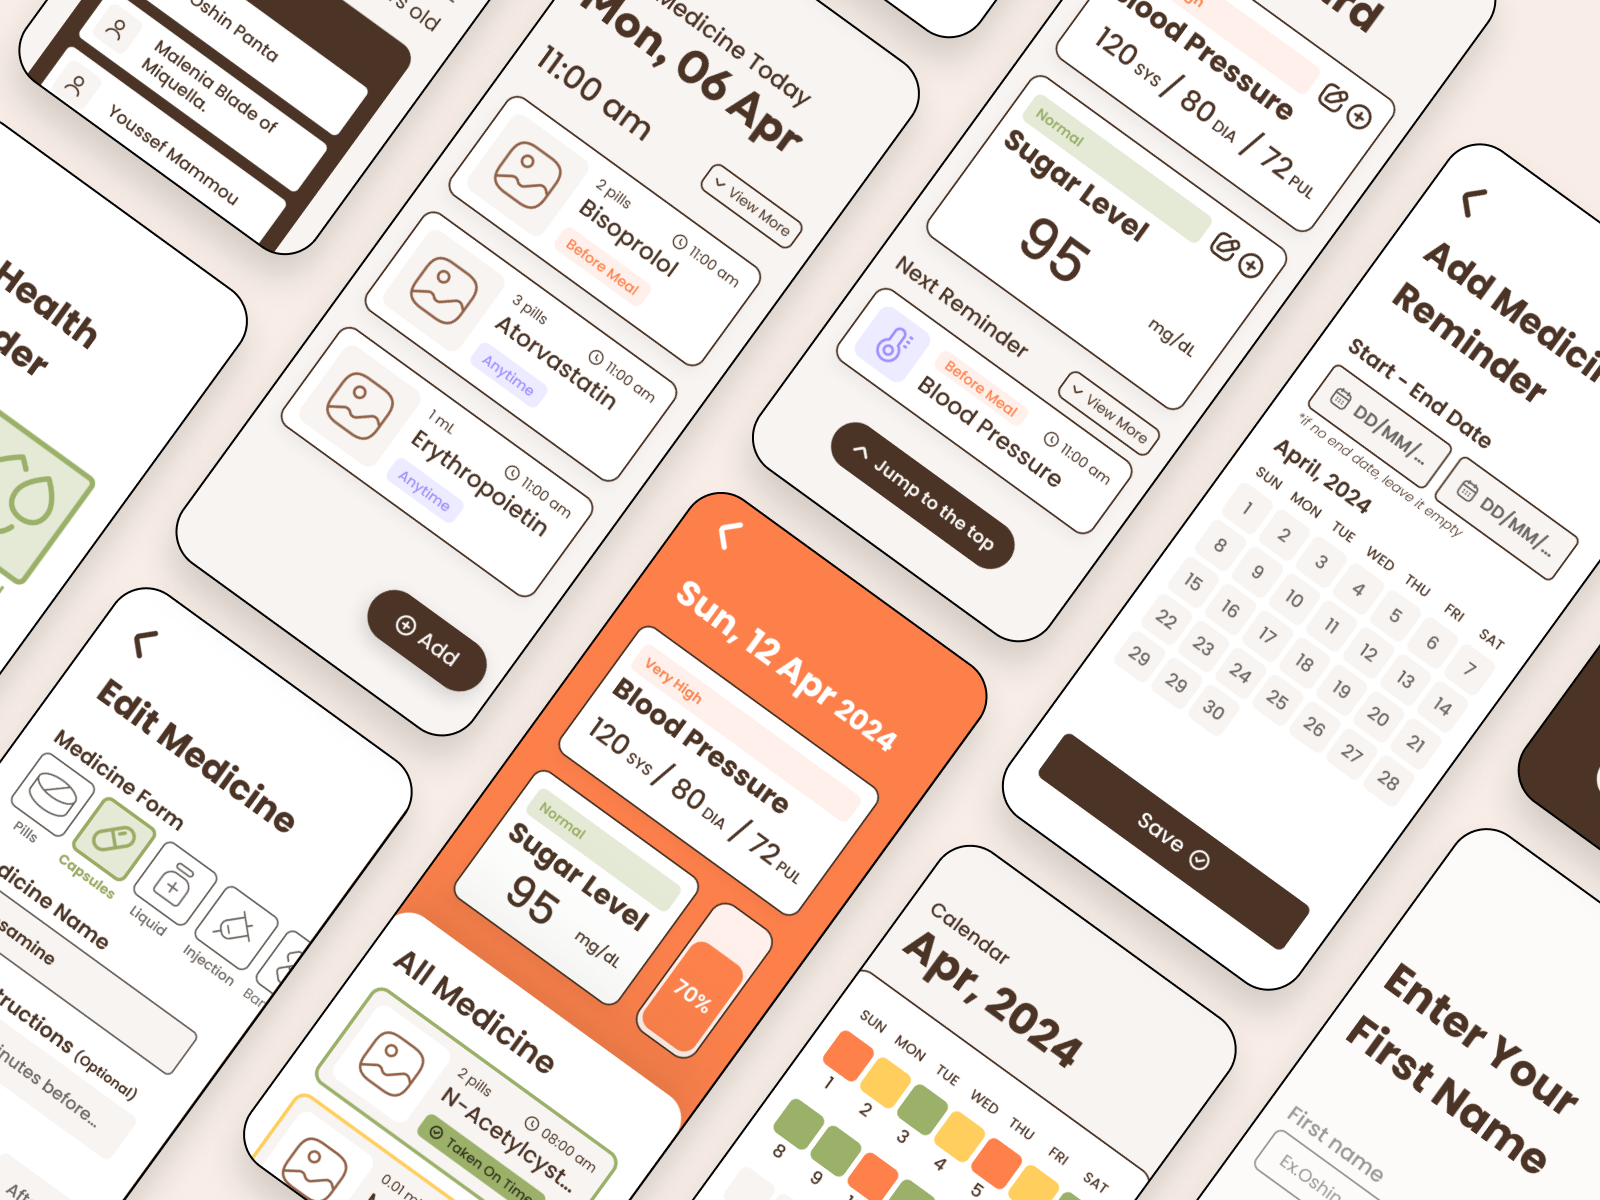 s old
Oshin Panta
Malenia Blade of
Miquella.
Youssef Mammou
Medicine Today
Mon, 06 Apr
11:00 am
View More
2 pills
Bisoprolol
11:00 am
Before Meal
3 pills
Atorvastatin
11:00 am
Anytime
1 mL
Erythropoietin
11:00 am
Anytime
Add
Blood Pressure
120 SYS / 80 DIA / 72 PUL
Normal
Sugar Level
95
mg/dL
Next Reminder
View More
Before Meal
Blood Pressure
11:00 am
Jump to the top
Add Medicin
Reminder
Start - End Date
DD/MM/...
DD/MM/...
*if no end date, leave it empty
April, 2024
SUN MON TUE WED THU FRI SAT
1 2 3 4 5 6 7
8 9 10 11 12 13 14
15 16 17 18 19 20 21
22 23 24 25 26 27 28
29 29 30
Save
Health
der
Edit Medicine
Medicine Form
Pills
Capsules
Liquid
Injection
Bar
dicine Name
samine
tructions (Optional)
inutes before...
Aft
Sun, 12 Apr 2024
Very High
Blood Pressure
120 SYS / 80 DIA / 72 PUL
Normal
Sugar Level
95
mg/dL
70%
All Medicine
2 pills
N-Acetylcyst...
08:00 am
Taken On Time
0.01 m
Calendar
Apr, 2024
SUN MON TUE WED THU FRI SAT
1 2 3 4 5
8 9
Enter Your
First Name
First name
Ex.Oshin